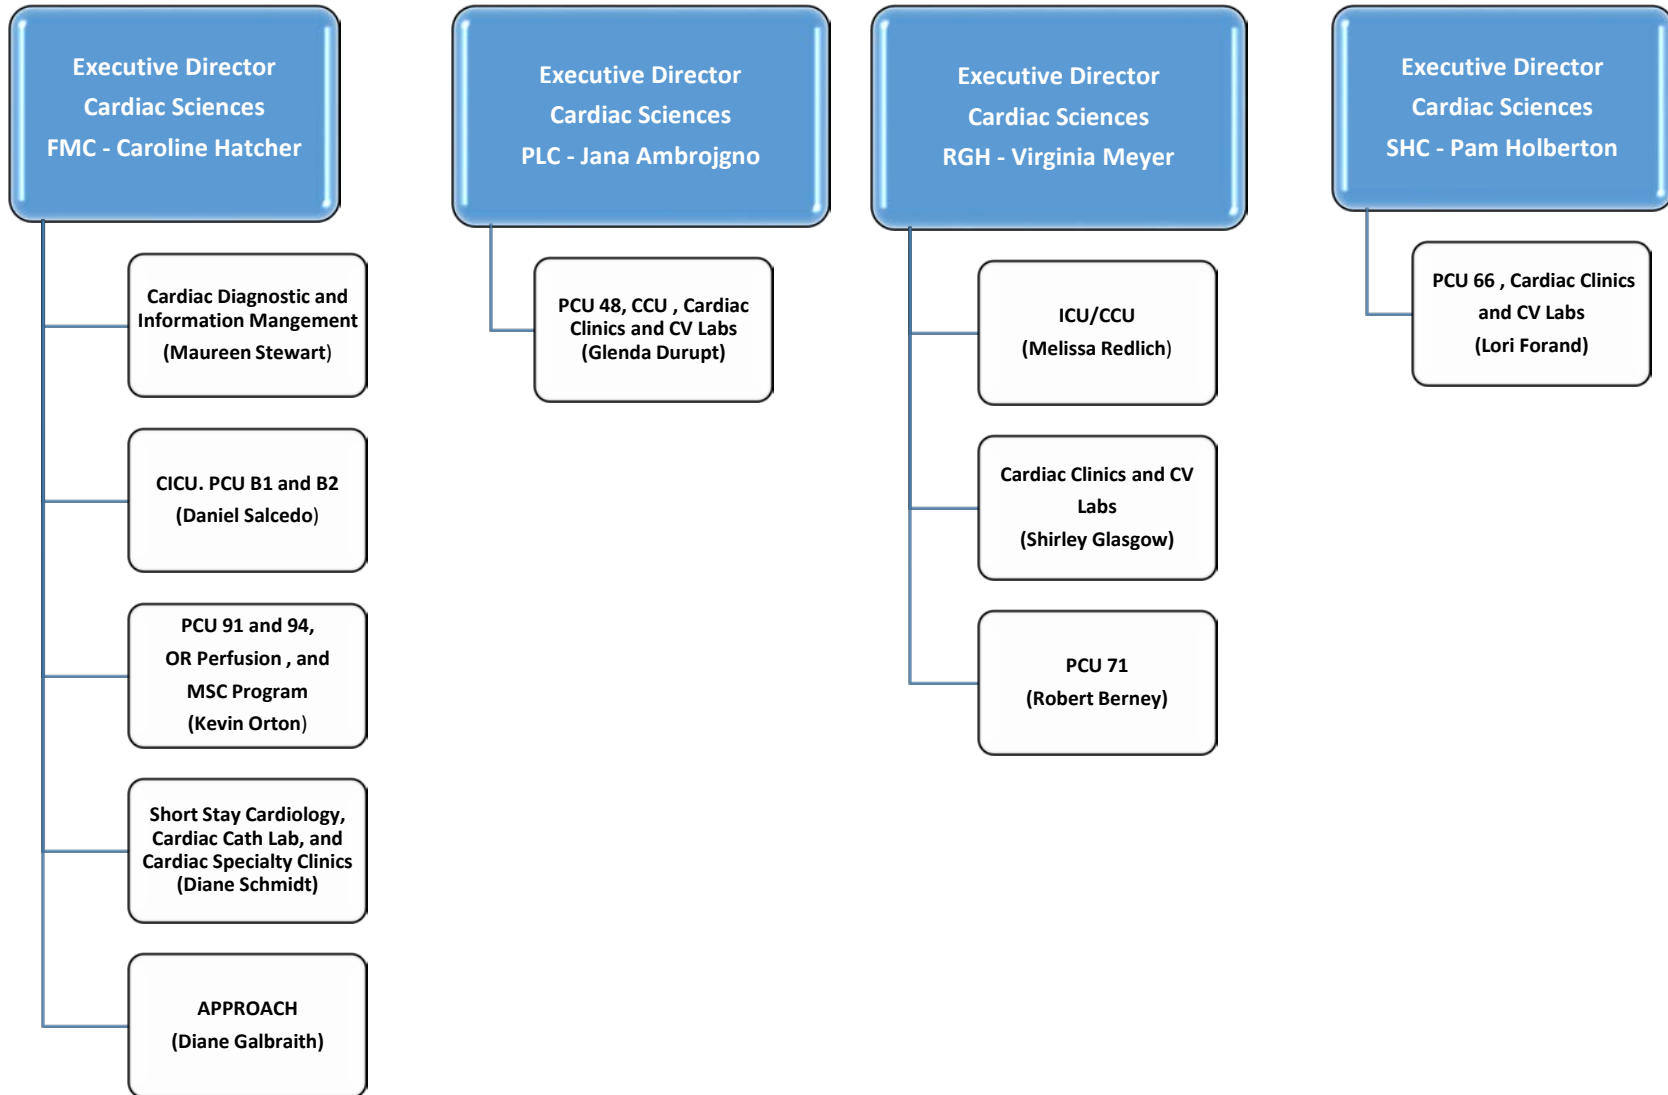 Executive Director
Cardiac Sciences
FMC - Caroline Hatcher
Cardiac Diagnostic and
Information Mangement
(Maureen Stewart)
CICU. PCU B1 and B2
(Daniel Salcedo)
PCU 91 and 94,
OR Perfusion , and
MSC Program
(Kevin Orton)
Short Stay Cardiology,
Cardiac Cath Lab, and
Cardiac Specialty Clinics
(Diane Schmidt)
APPROACH
(Diane Galbraith)
Executive Director
Cardiac Sciences
PLC - Jana Ambrojgno
PCU 48, CCU , Cardiac
Clinics and CV Labs
(Glenda Durupt)
Executive Director
Cardiac Sciences
RGH - Virginia Meyer
ICU/CCU
(Melissa Redlich)
Cardiac Clinics and CV
Labs
(Shirley Glasgow)
PCU 71
(Robert Berney)
Executive Director
Cardiac Sciences
SHC - Pam Holberton
PCU 66 , Cardiac Clinics
and CV Labs
(Lori Forand)